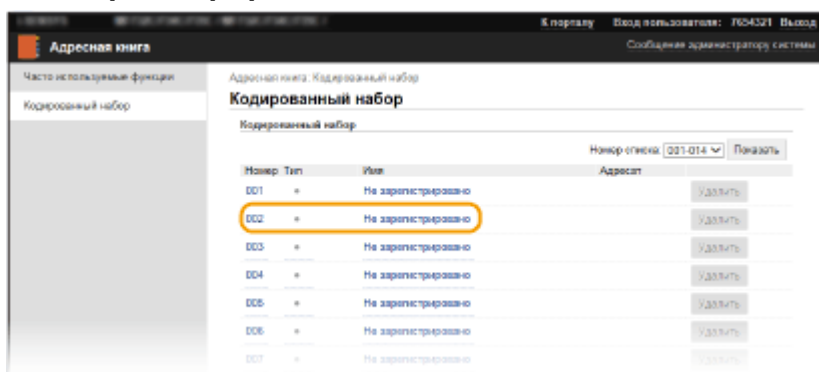 К порталу Вход пользователя: 7654321 Выход
Адресная книга Сообщение администратору системы
Часто используемые функции
Кодированный набор
Адресная книга: Кодированный набор
Кодированный набор
Кодированный набор
Номер списка: 001-014 Показать
Номер Тип Имя Адресат
001 Не зарегистрировано Удалить
002 Не зарегистрировано Удалить
003 Не зарегистрировано Удалить
004 Не зарегистрировано Удалить
005 Не зарегистрировано Удалить
006 Не зарегистрировано Удалить
007 Не зарегистрировано Удалить